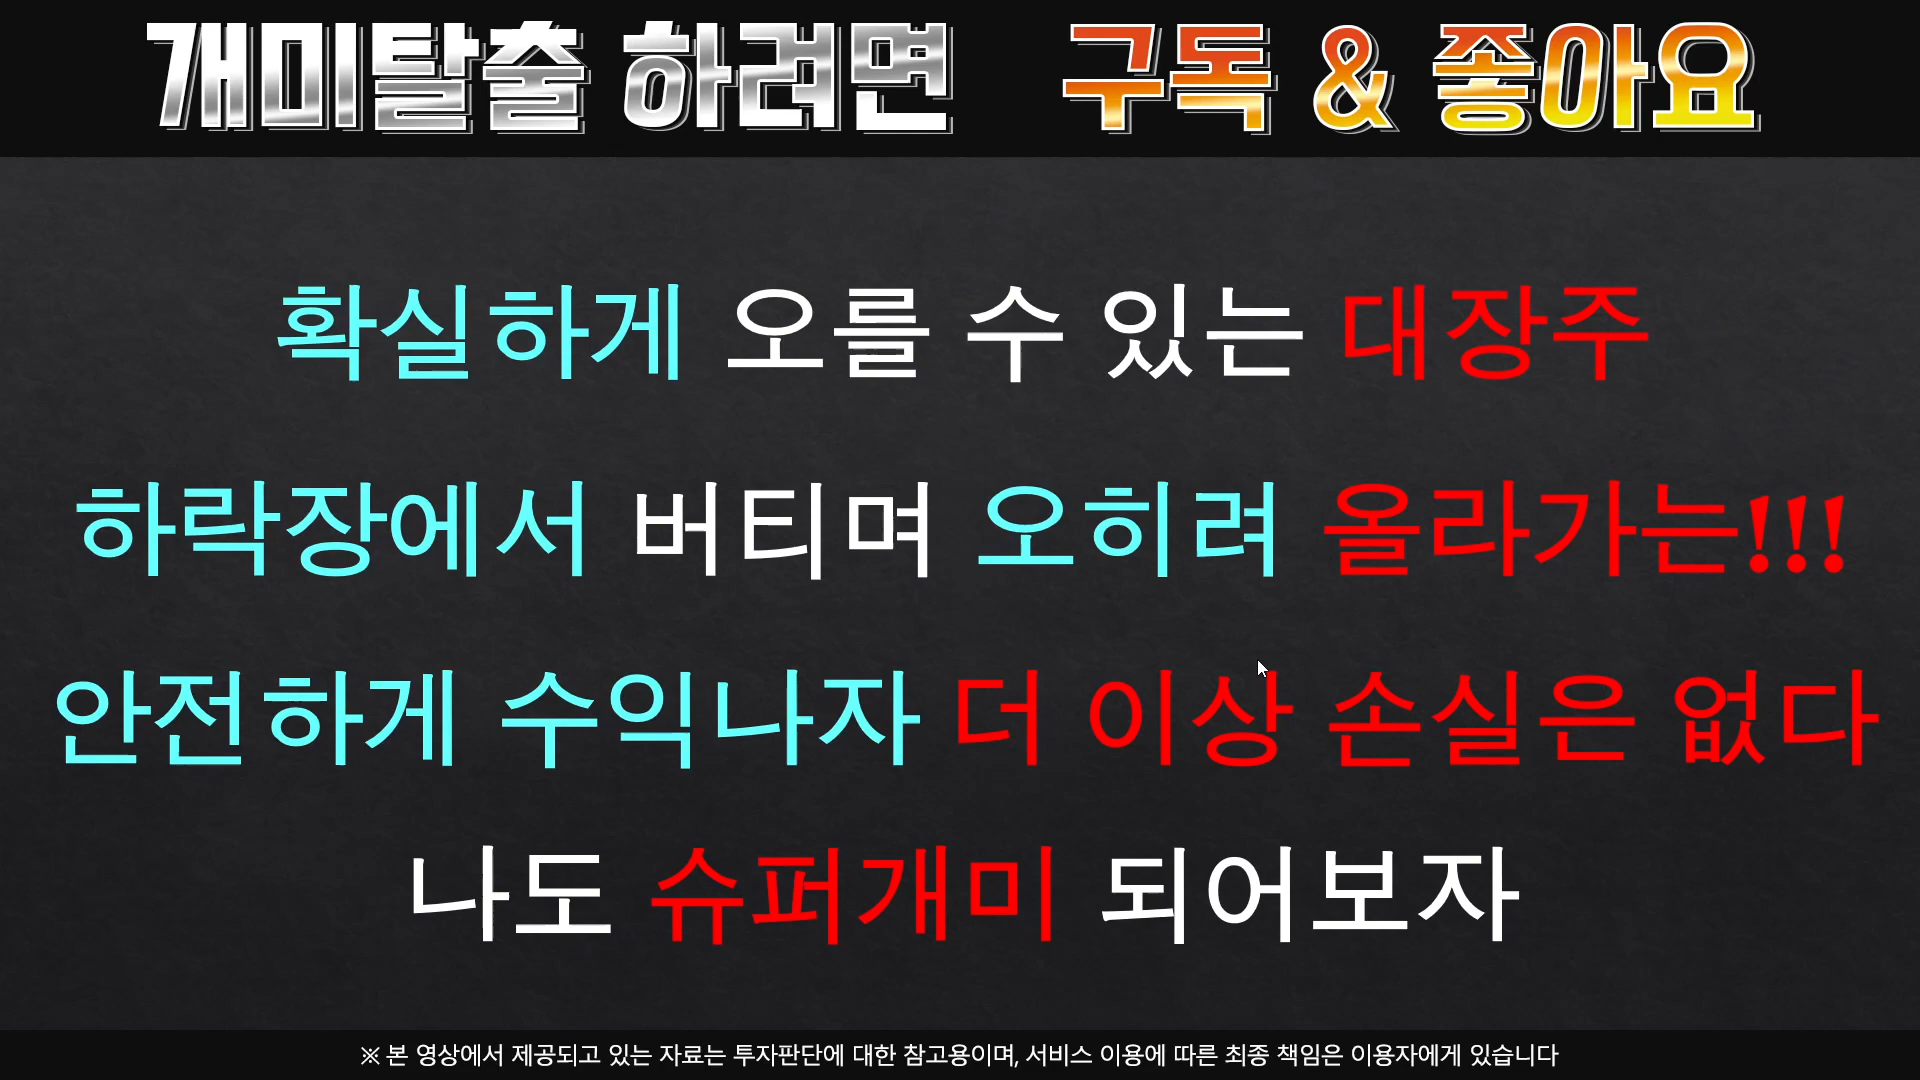 개미탈출 하려면 구독 & 좋아요
확실하게 오를 수 있는 대장주
하락장에서 버티며 오히려 올라가는!!!
안전하게 수익나자 더 이상 손실은 없다
나도 슈퍼개미 되어보자
※ 본 영상에서 제공되고 있는 자료는 투자판단에 대한 참고용이며, 서비스 이용에 따른 최종 책임은 이용자에게 있습니다